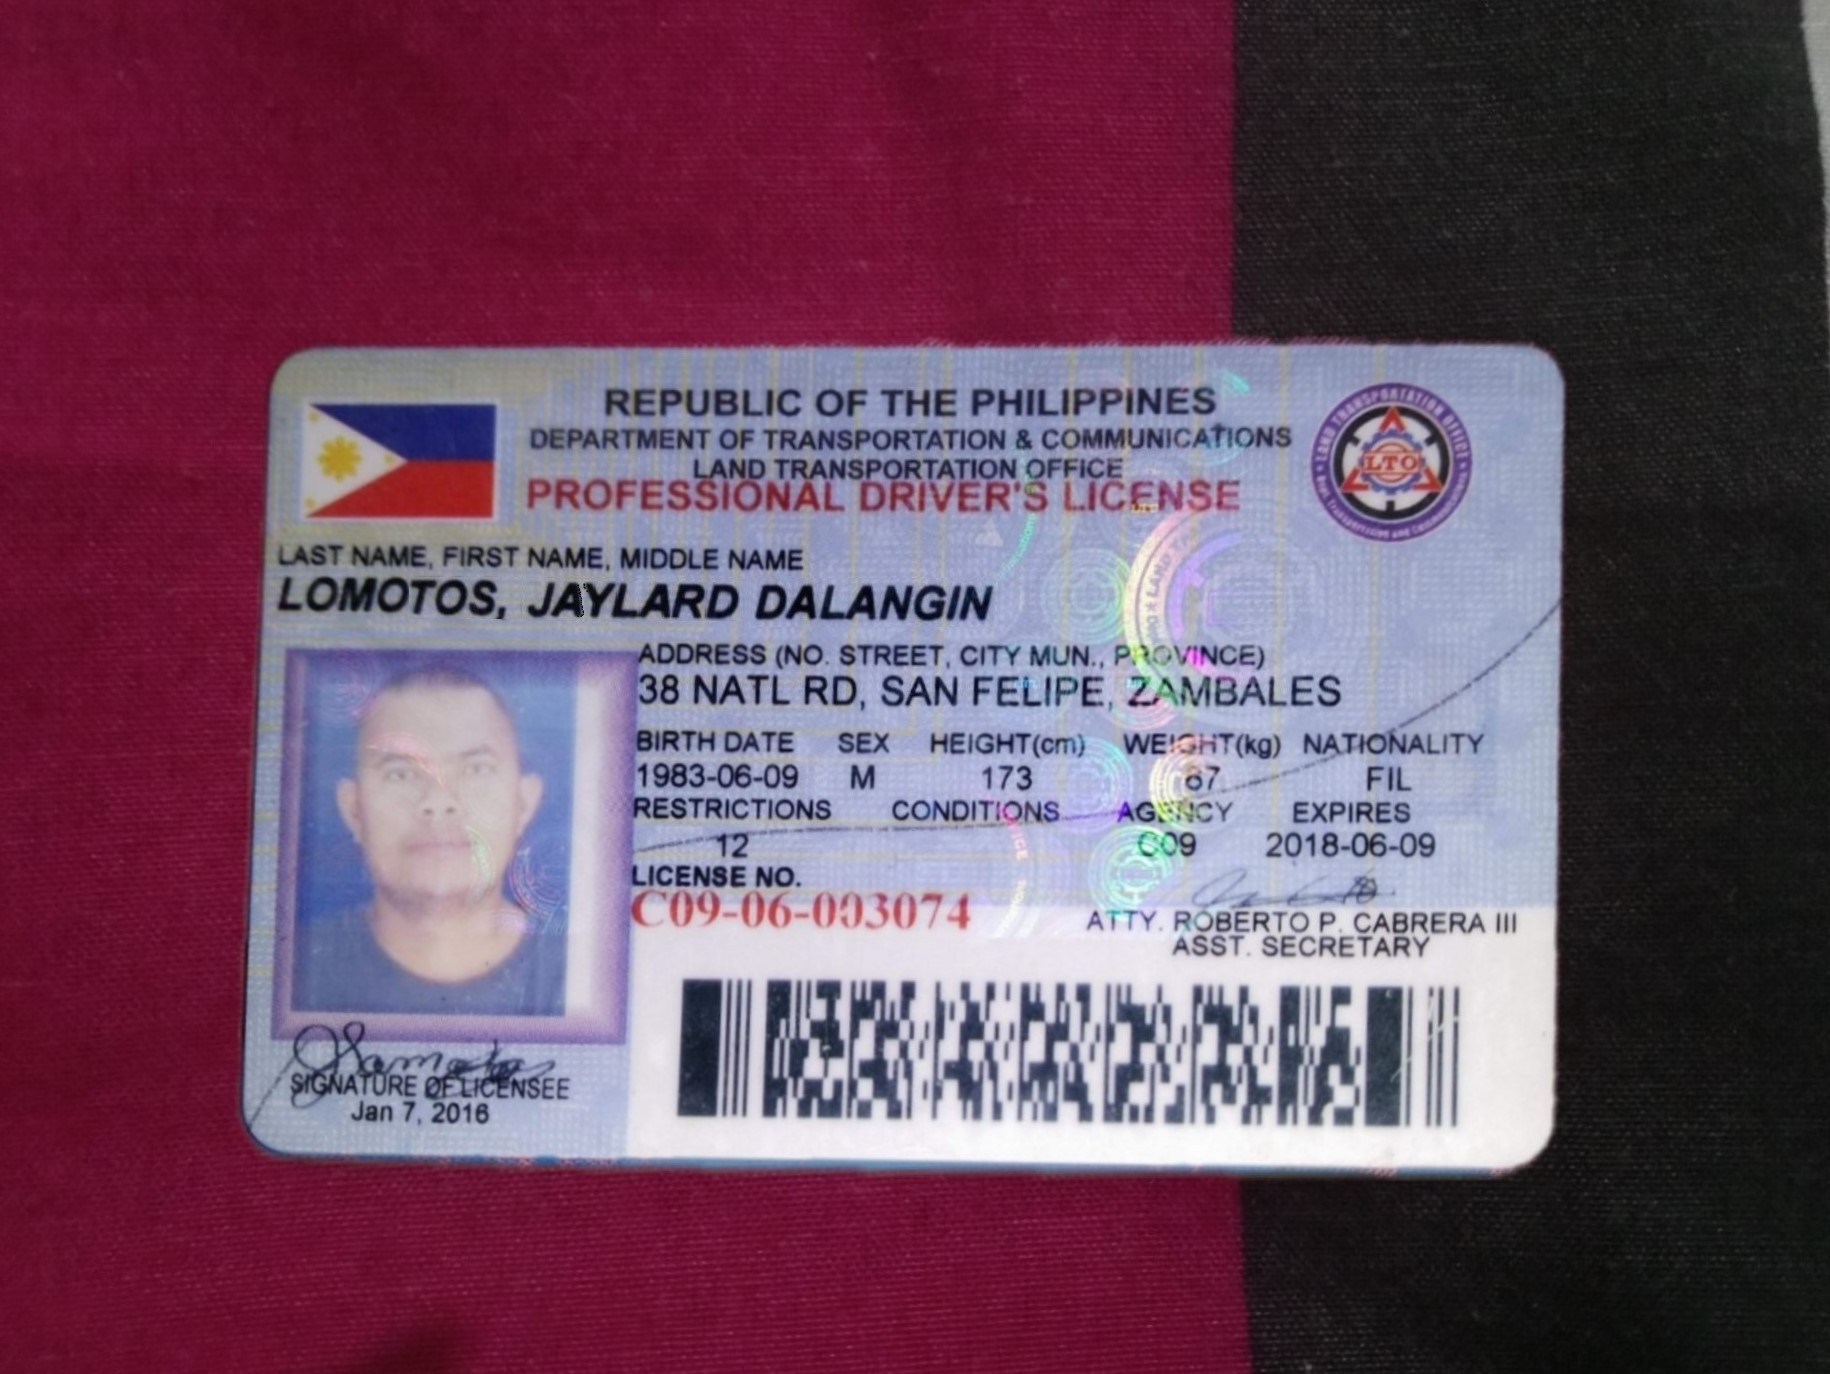 REPUBLIC OF THE PHILIPPINES
DEPARTMENT OF TRANSPORTATION & COMMUNICATIONS
LAND TRANSPORTATION OFFICE
PROFESSIONAL DRIVER'S LICENSE
LTO
LAND TRANSPORTATION OFFICE
LAST NAME, FIRST NAME, MIDDLE NAME
LOMOTOS, JAYLARD DALANGIN
ADDRESS (NO. STREET, CITY MUN., PROVINCE)
38 NATL RD, SAN FELIPE, ZAMBALES
BIRTH DATE SEX HEIGHT(cm) WEIGHT(kg) NATIONALITY
1983-06-09 M 173 67 FIL
RESTRICTIONS CONDITIONS AGENCY EXPIRES
12 C09 2018-06-09
LICENSE NO.
C09-06-003074
ATTY. ROBERTO P. CABRERA III
ASST. SECRETARY
SIGNATURE OF LICENSEE
Jan 7, 2016